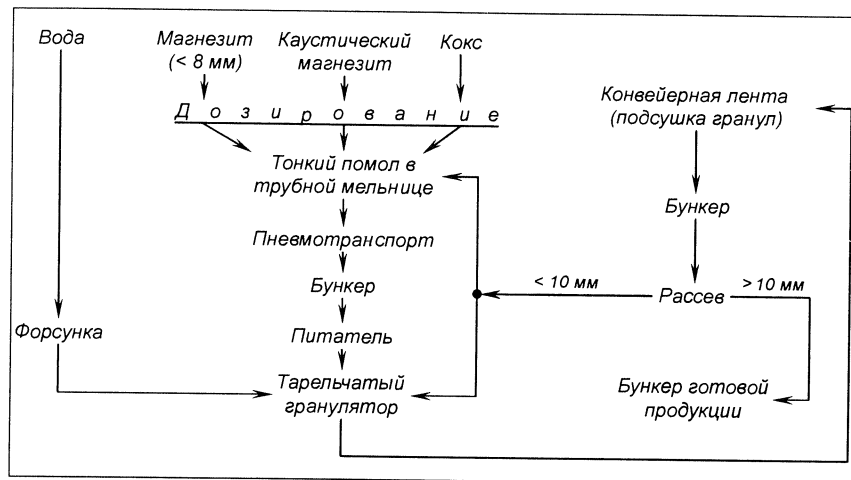 Вода
Магнезит
(< 8 мм)
Каустический
магнезит
Кокс
Дозирование
Тонкий помол в
трубной мельнице
Пневмотранспорт
Бункер
Питатель
Тарельчатый
гранулятор
Форсунка
Конвейерная лента
(подсушка гранул)
Бункер
< 10 мм
Рассев
> 10 мм
Бункер готовой
продукции